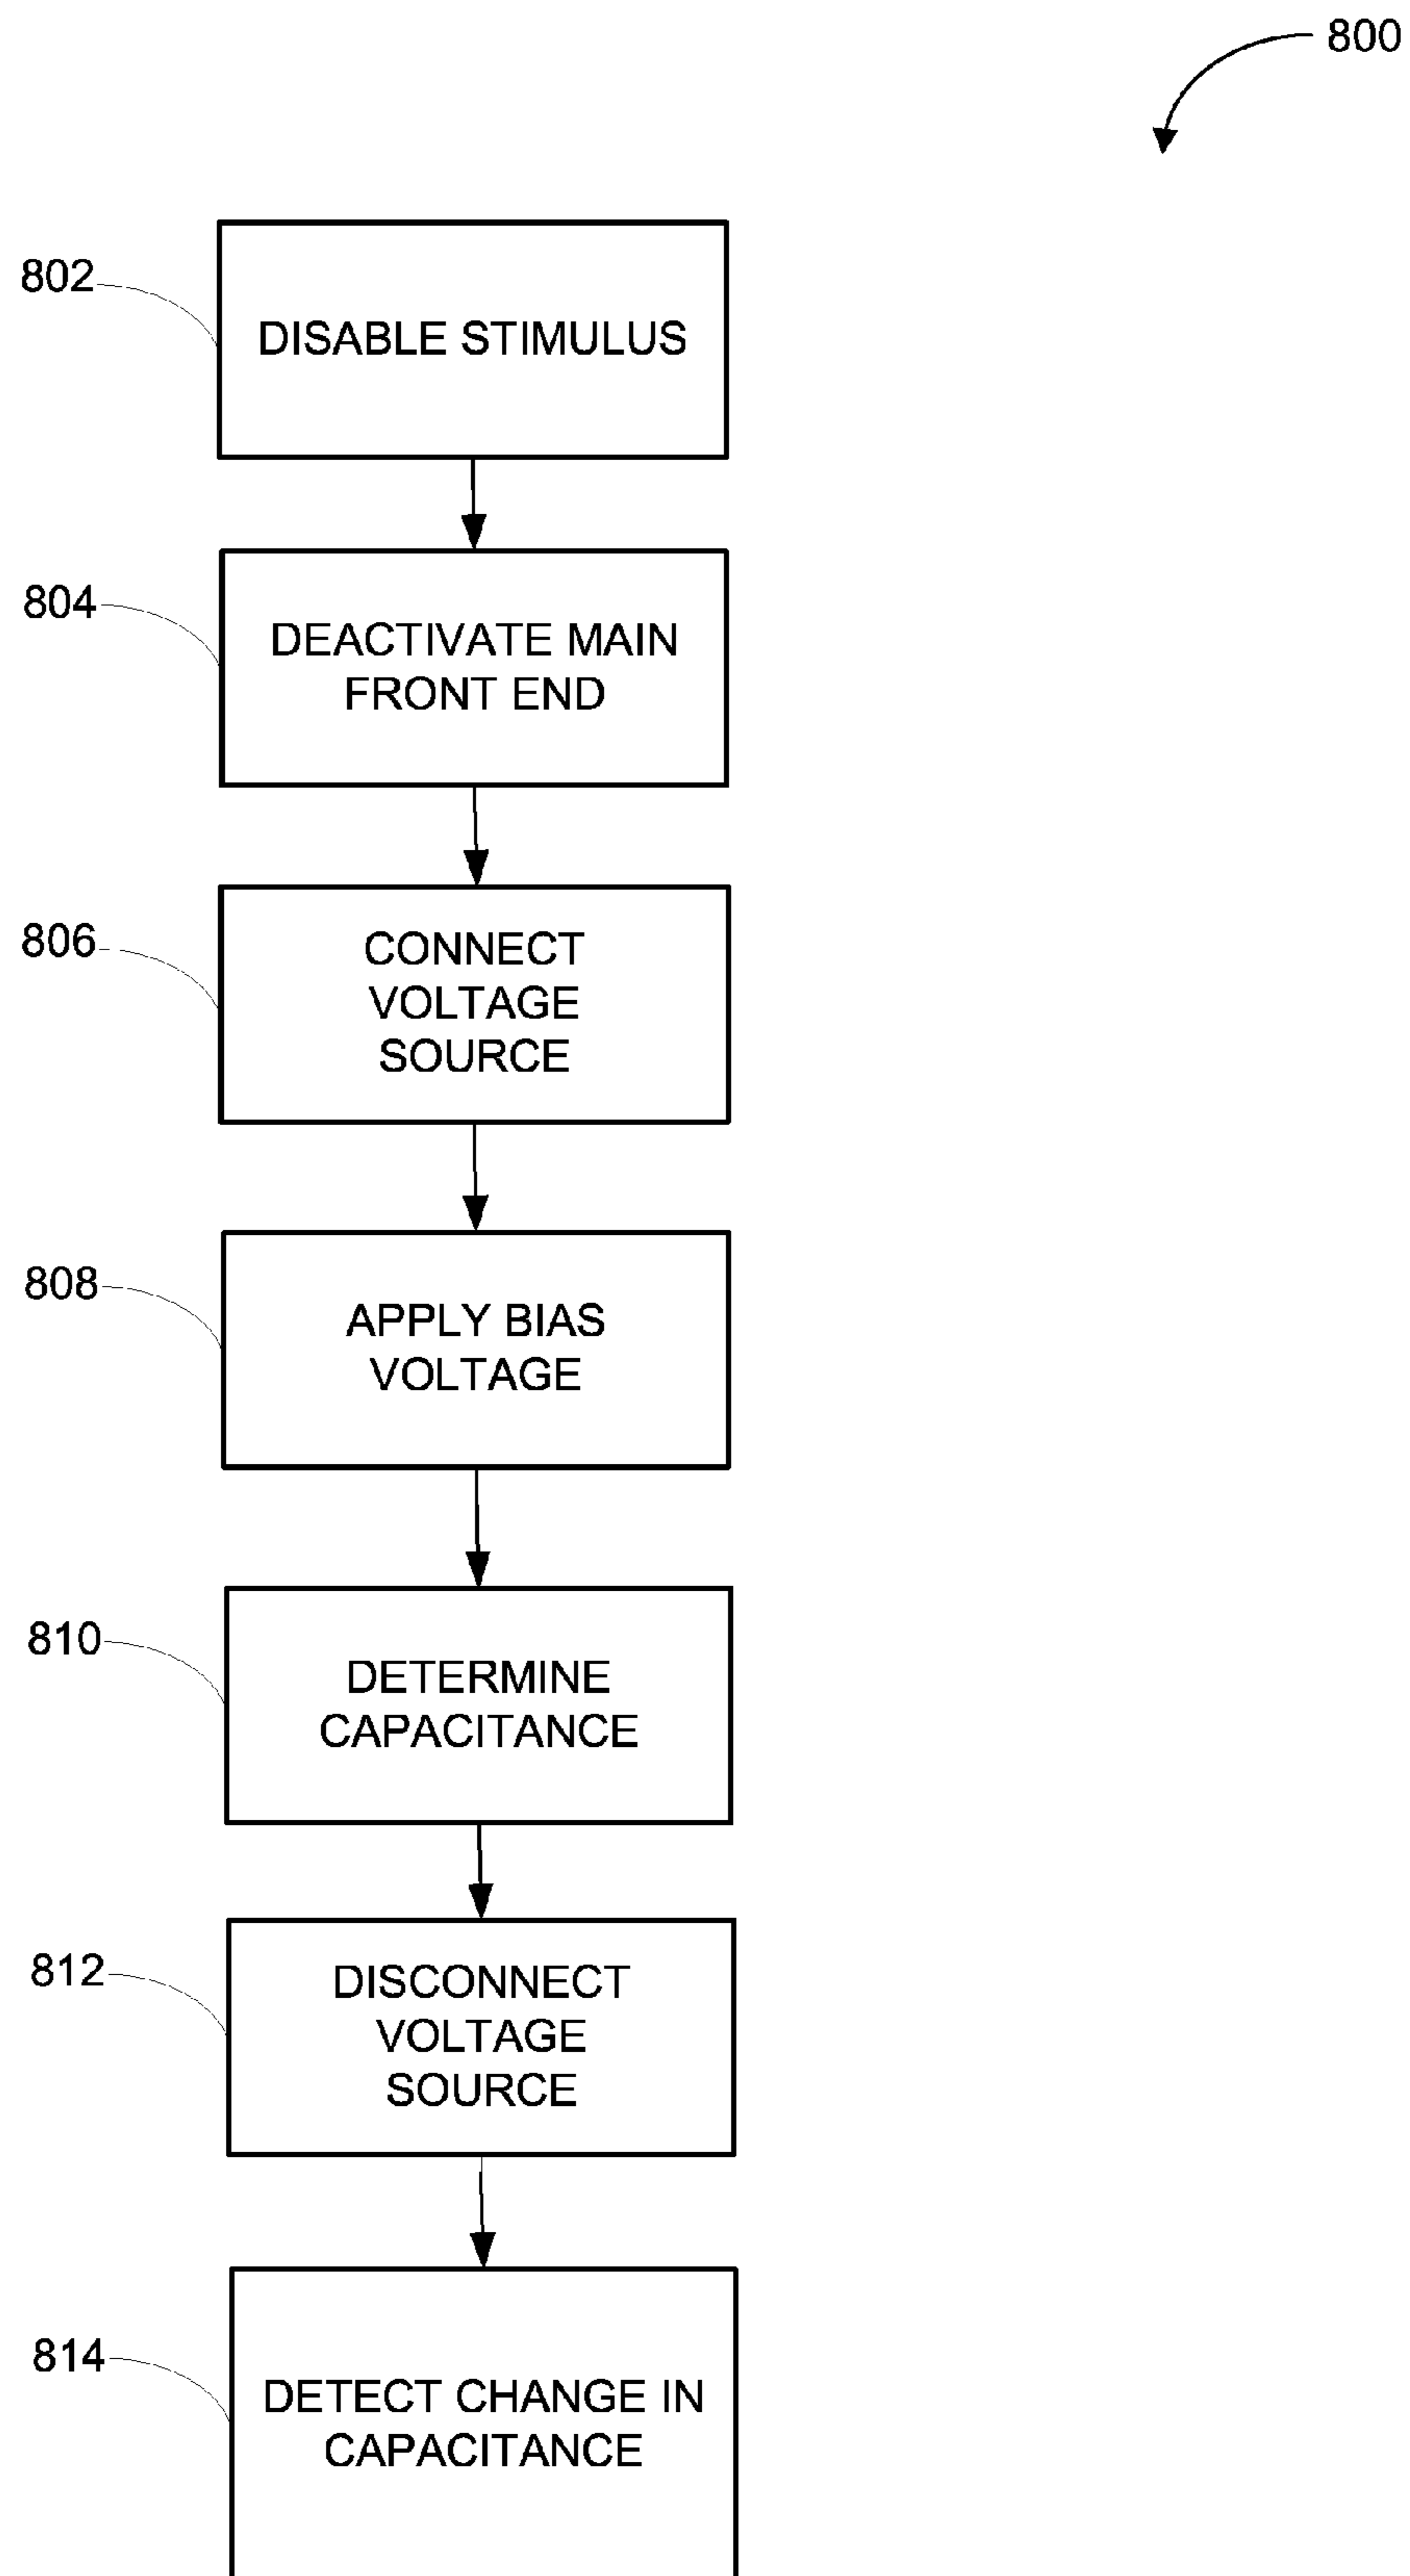 800
802
DISABLE STIMULUS
804
DEACTIVATE MAIN
FRONT END
806
CONNECT
VOLTAGE
SOURCE
808
APPLY BIAS
VOLTAGE
810
DETERMINE
CAPACITANCE
812
DISCONNECT
VOLTAGE
SOURCE
814
DETECT CHANGE IN
CAPACITANCE